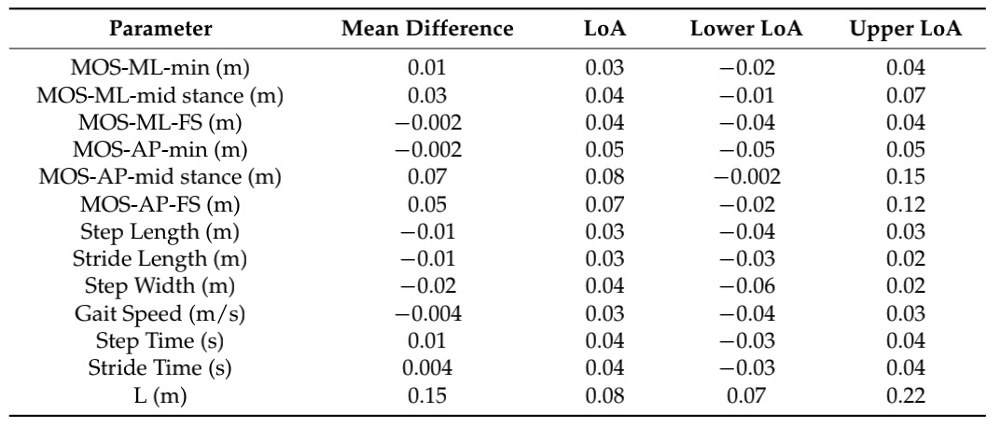 Parameter Mean Difference LoA Lower LoA Upper LoA
MOS-ML-min (m) 0.01 0.03 −0.02 0.04
MOS-ML-mid stance (m) 0.03 0.04 −0.01 0.07
MOS-ML-FS (m) −0.002 0.04 −0.04 0.04
MOS-AP-min (m) −0.002 0.05 −0.05 0.05
MOS-AP-mid stance (m) 0.07 0.08 −0.002 0.15
MOS-AP-FS (m) 0.05 0.07 −0.02 0.12
Step Length (m) −0.01 0.03 −0.04 0.03
Stride Length (m) −0.01 0.03 −0.03 0.02
Step Width (m) −0.02 0.04 −0.06 0.02
Gait Speed (m/s) −0.004 0.03 −0.04 0.03
Step Time (s) 0.01 0.04 −0.03 0.04
Stride Time (s) 0.004 0.04 −0.03 0.04
L (m) 0.15 0.08 0.07 0.22